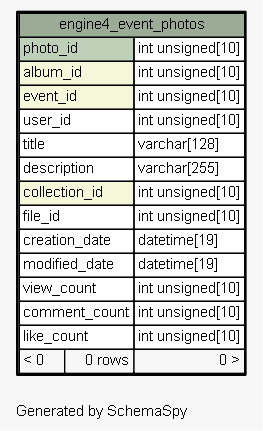 engine4_event_photos
photo_id int unsigned[10]
album_id int unsigned[10]
event_id int unsigned[10]
user_id int unsigned[10]
title varchar[128]
description varchar[255]
collection_id int unsigned[10]
file_id int unsigned[10]
creation_date datetime[19]
modified_date datetime[19]
view_count int unsigned[10]
comment_count int unsigned[10]
like_count int unsigned[10]
< 0 0 rows 0 >
Generated by SchemaSpy